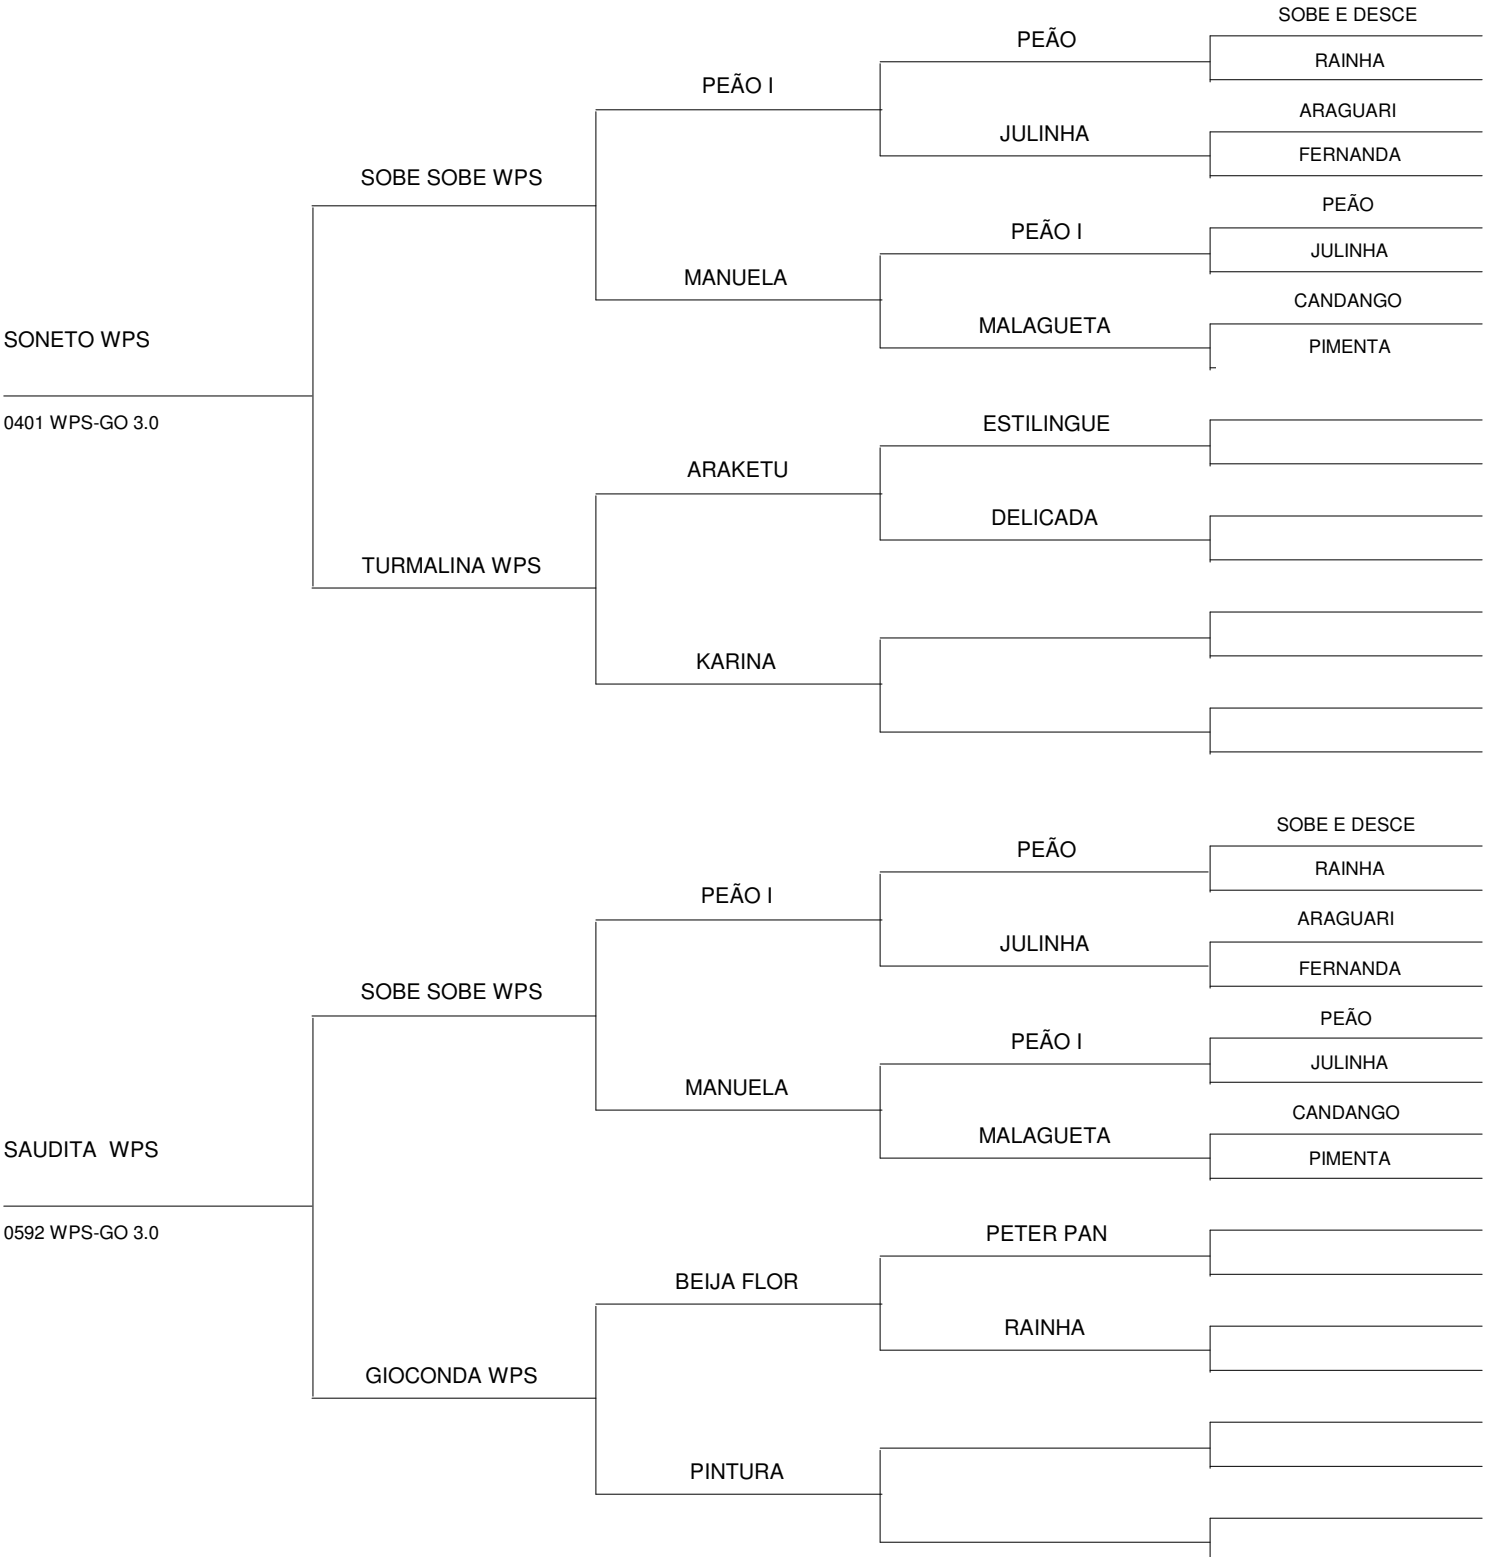 SOBE E DESCE
PEÃO
RAINHA
PEÃO I
ARAGUARI
JULINHA
FERNANDA
SOBE SOBE WPS
PEÃO
PEÃO I
JULINHA
MANUELA
CANDANGO
MALAGUETA
SONETO WPS
PIMENTA
0401 WPS-GO 3.0
ESTILINGUE
ARAKETU
DELICADA
TURMALINA WPS
KARINA
SOBE E DESCE
PEÃO
RAINHA
PEÃO I
ARAGUARI
JULINHA
FERNANDA
SOBE SOBE WPS
PEÃO
PEÃO I
JULINHA
MANUELA
CANDANGO
MALAGUETA
SAUDITA  WPS
PIMENTA
0592 WPS-GO 3.0
PETER PAN
BEIJA FLOR
RAINHA
GIOCONDA WPS
PINTURA